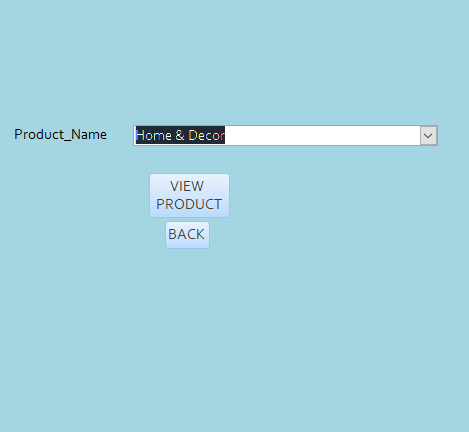 Product_Name Home & Decor
VIEW
PRODUCT
BACK